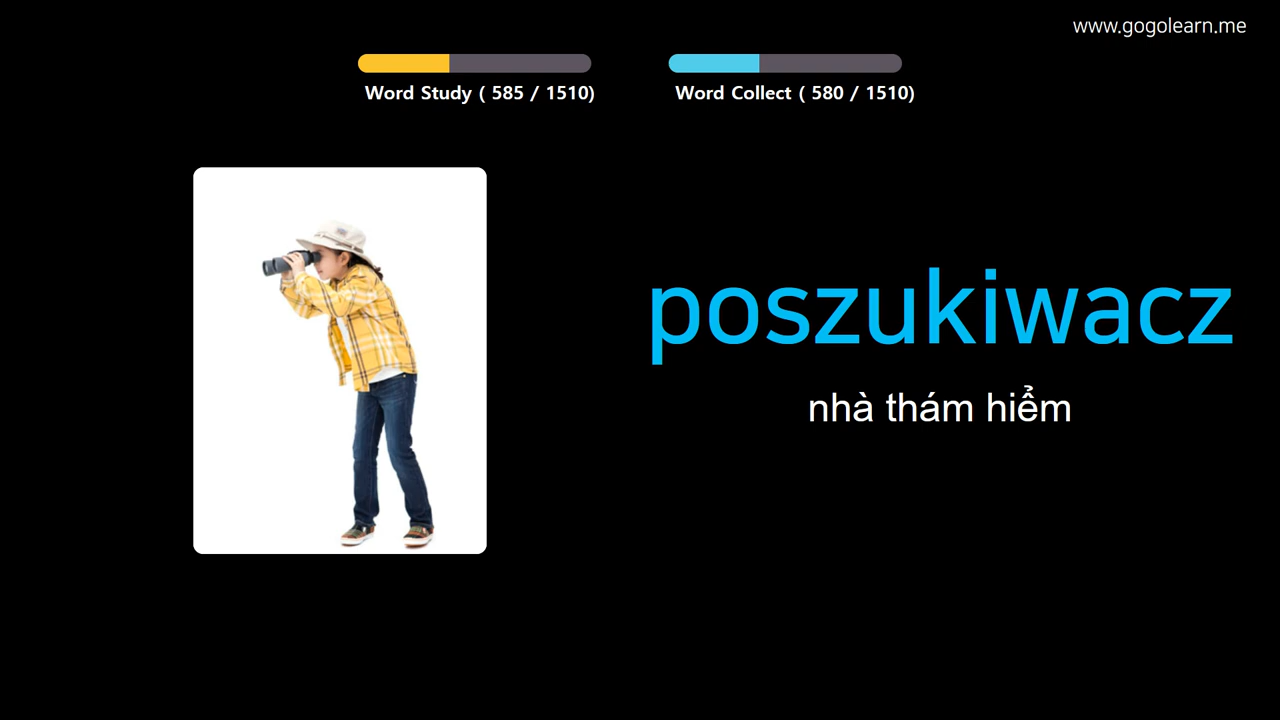 www.gogolearn.me
Word Study ( 585 / 1510)
Word Collect ( 580 / 1510)
poszukiwacz
nhà thám hiểm